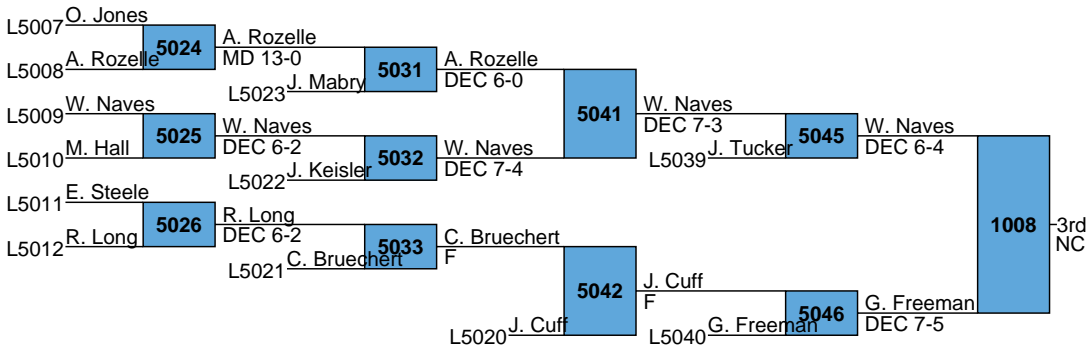 L5007 O. Jones
5024
L5008 A. Rozelle
A. Rozelle
MD 13-0
5031
L5023 J. Mabry
A. Rozelle
DEC 6-0
L5009 W. Naves
5025
L5010 M. Hall
W. Naves
DEC 6-2
5032
L5022 J. Keisler
W. Naves
DEC 7-4
5041
W. Naves
DEC 7-3
5045
L5039 J. Tucker
W. Naves
DEC 6-4
L5011 E. Steele
5026
L5012 R. Long
R. Long
DEC 6-2
5033
L5021 C. Bruechert
C. Bruechert
F
5042
L5020 J. Cuff
J. Cuff
F
5046
L5040 G. Freeman
G. Freeman
DEC 7-5
1008
3rd
NC